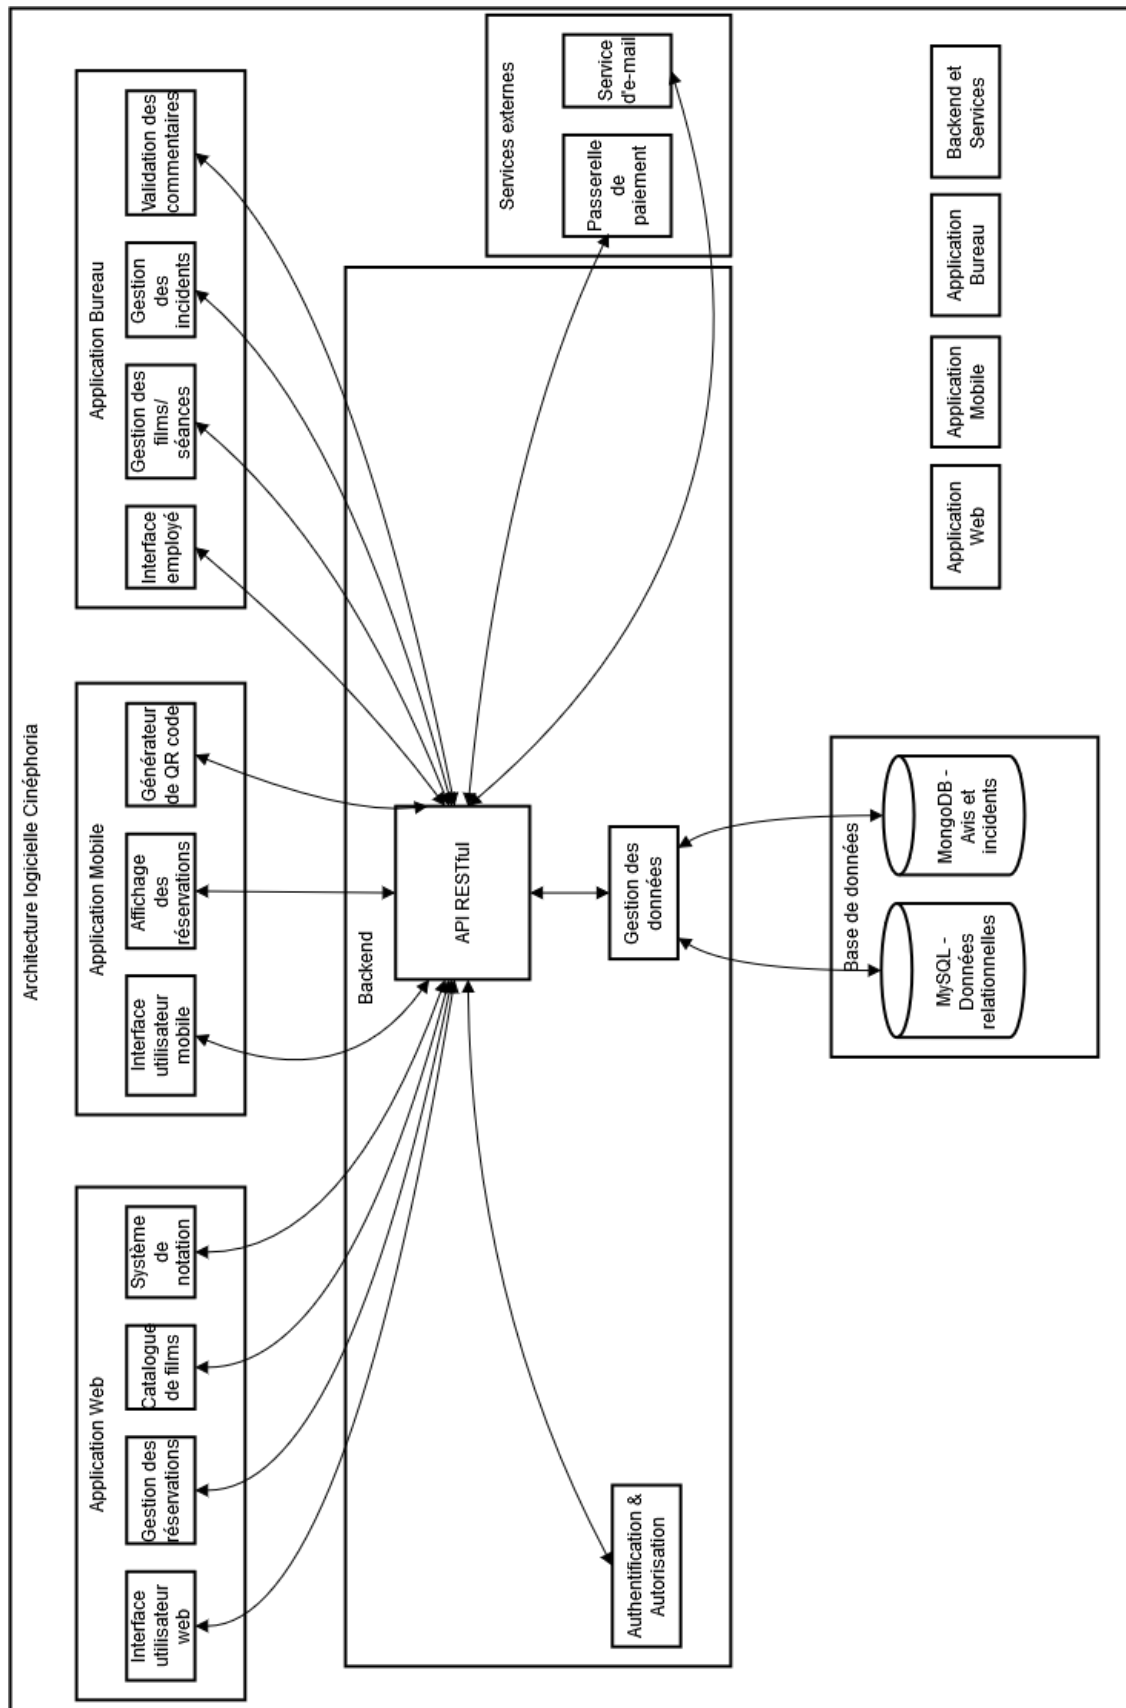 Architecture logicielle Cinéphoria
Application Web
Interface
utilisateur
web
Gestion des
réservations
Catalogue
de films
Système
de
notation
Application Mobile
Interface
utilisateur
mobile
Affichage
des
réservations
Générateur
de QR code
Application Bureau
Interface
employé
Gestion des
films/
séances
Gestion
des
incidents
Validation des
commentaires
Backend
API RESTful
Authentification &
Autorisation
Gestion des
données
Services externes
Passerelle
de
paiement
Service
d'e-mail
Base de données
MySQL -
Données
relationnelles
MongoDB -
Avis et
incidents
Application
Web
Application
Mobile
Application
Bureau
Backend et
Services